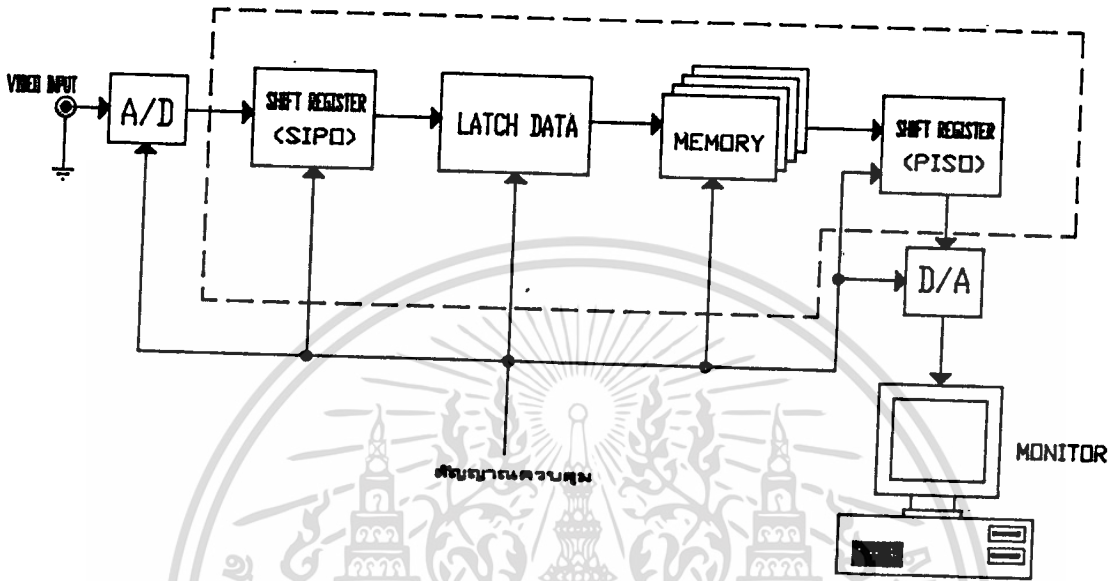 VIDEO INPUT
A/D
SHIFT REGISTER
(SIPO)
LATCH DATA
MEMORY
SHIFT REGISTER
(PISO)
D/A
MONITOR
สัญญาณควบคุม